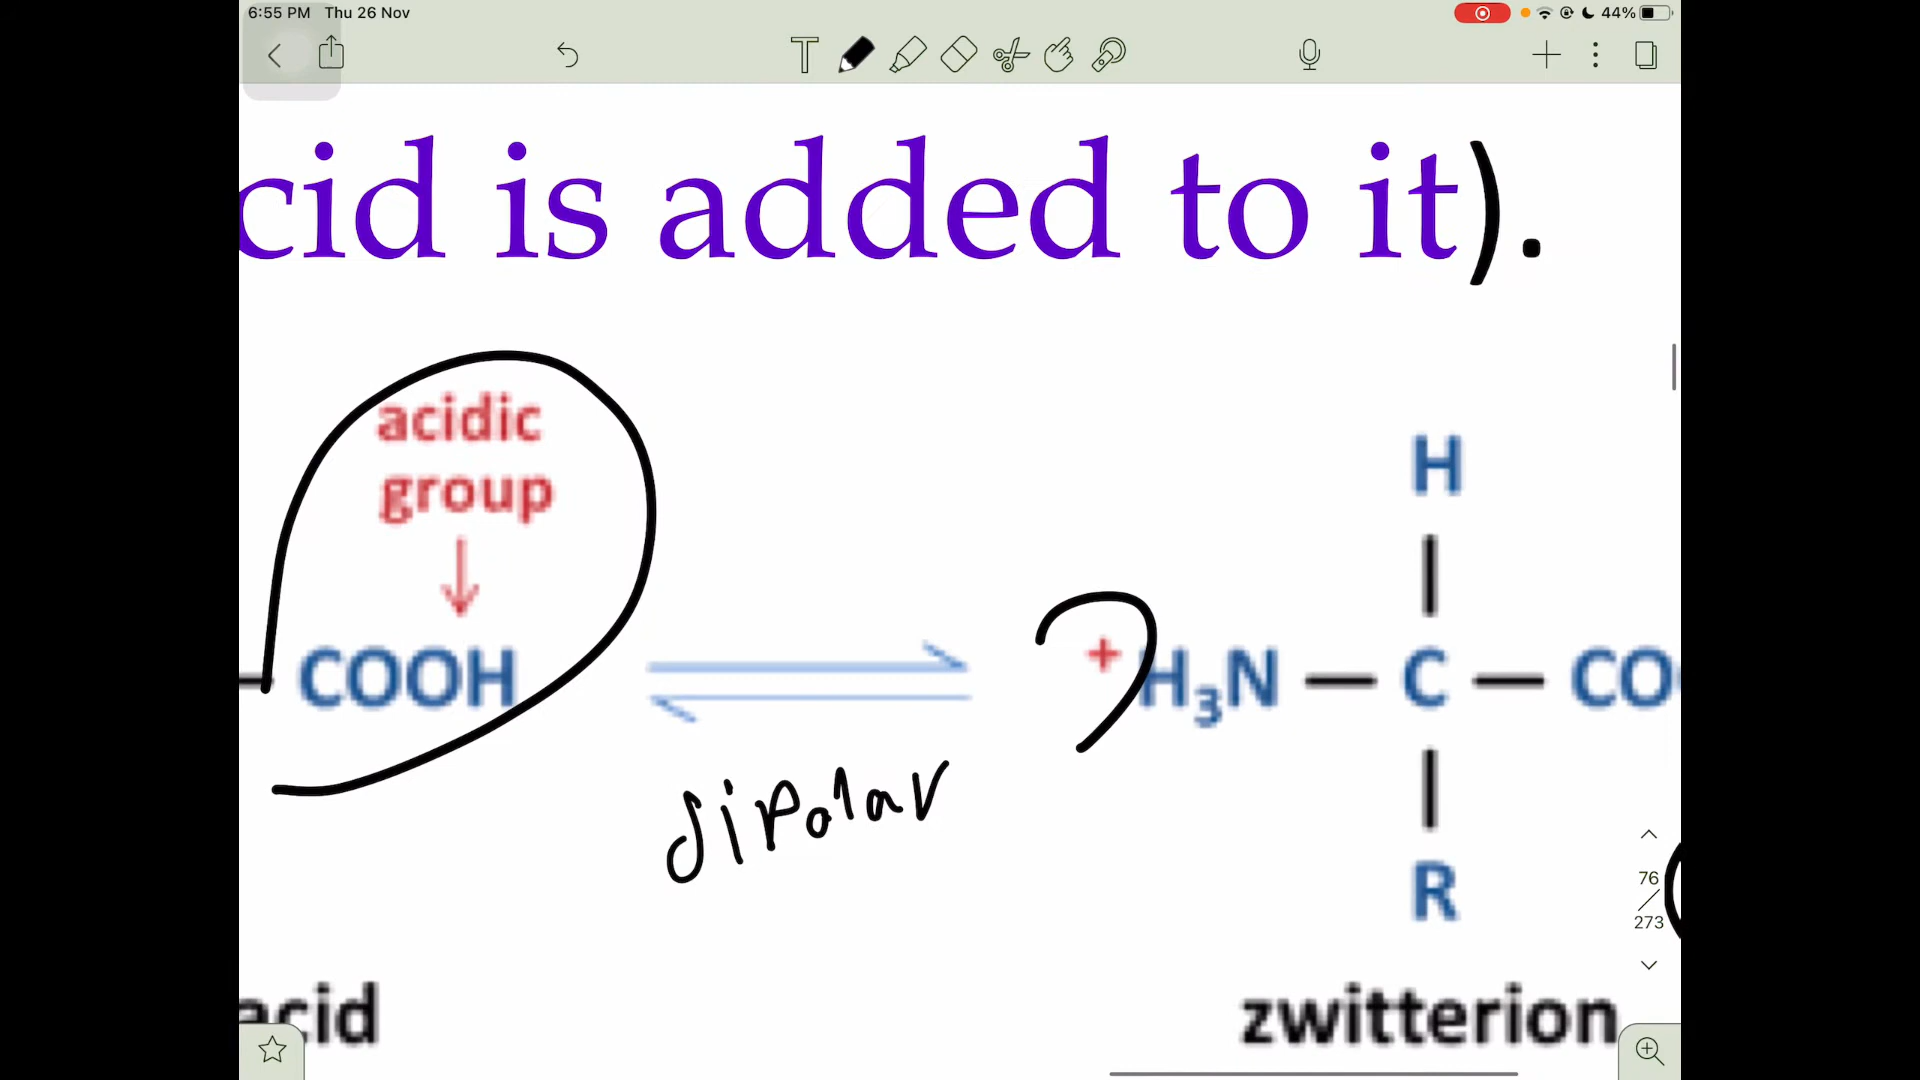 6:55 PM Thu 26 Nov
44%
T
cid is added to it).
acidic
group
COOH
H
+H₃N — C — CO
R
dipolar
76
273
acid
zwitterion